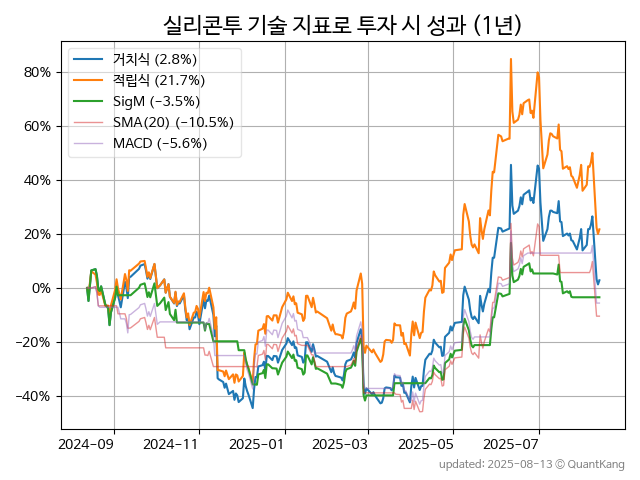 실리콘투 기술 지표로 투자 시 성과 (1년)
거치식 (2.8%)
적립식 (21.7%)
SigM (−3.5%)
SMA(20) (−10.5%)
MACD (−5.6%)
80%
60%
40%
20%
0%
−20%
−40%
2024-09 2024-11 2025-01 2025-03 2025-05 2025-07
updated: 2025-08-13 © QuantKang